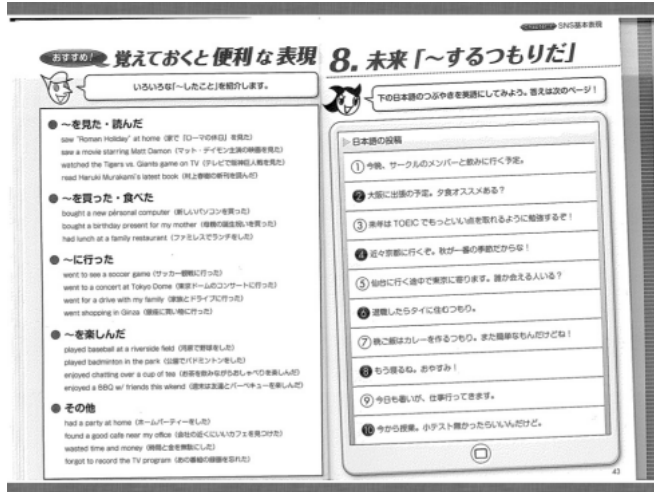 おすすめ! 覚えておくと便利な表現
いろいろな「〜したこと」を紹介します。
● 〜を見た・読んだ
saw "Roman Holiday" at home（家で『ローマの休日』を見た）
saw a movie starring Matt Damon（マット・デイモン主演の映画を見た）
watched the Tigers vs. Giants game on TV（テレビで阪神巨人戦を見た）
read Haruki Murakami's latest book（村上春樹の新刊を読んだ）
● 〜を買った・食べた
bought a new personal computer（新しいパソコンを買った）
bought a birthday present for my mother（母親の誕生祝いを買った）
had lunch at a family restaurant（ファミレスでランチをした）
● 〜に行った
went to see a soccer game（サッカー観戦に行った）
went to a concert at Tokyo Dome（東京ドームのコンサートに行った）
went for a drive with my family（家族とドライブに行った）
went shopping in Ginza（銀座に買い物に行った）
● 〜を楽しんだ
played baseball at a riverside field（河原で野球をした）
played badminton in the park（公園でバドミントンをした）
enjoyed chatting over a cup of tea（お茶を飲みながらおしゃべりを楽しんだ）
enjoyed a BBQ w/ friends this wkend（週末は友達とバーベキューを楽しんだ）
● その他
had a party at home（ホームパーティーをした）
found a good cafe near my office（会社の近くにいいカフェを見つけた）
wasted time and money（時間と金を無駄にした）
forgot to record the TV program（あの番組の録画を忘れた）
SNS基本表現
8. 未来「〜するつもりだ」
下の日本語のつぶやきを英語にしてみよう。答えは次のページ！
日本語の投稿
① 今晩、サークルのメンバーと飲みに行く予定。
❷ 大阪に出張の予定。夕食オススメある？
③ 来年は TOEIC でもっといい点を取れるように勉強するぞ！
❹ 近々京都に行くぞ。秋が一番の季節だからな！
⑤ 仙台に行く途中で東京に寄ります。誰か会える人いる？
❻ 退職したらタイに住むつもり。
⑦ 晩ご飯はカレーを作るつもり。また簡単なもんだけどね！
❽ もう寝るね。おやすみ！
⑨ 今日も暑いが、仕事行ってきます。
❿ 今から授業。小テスト無かったらいいんだけど。
43